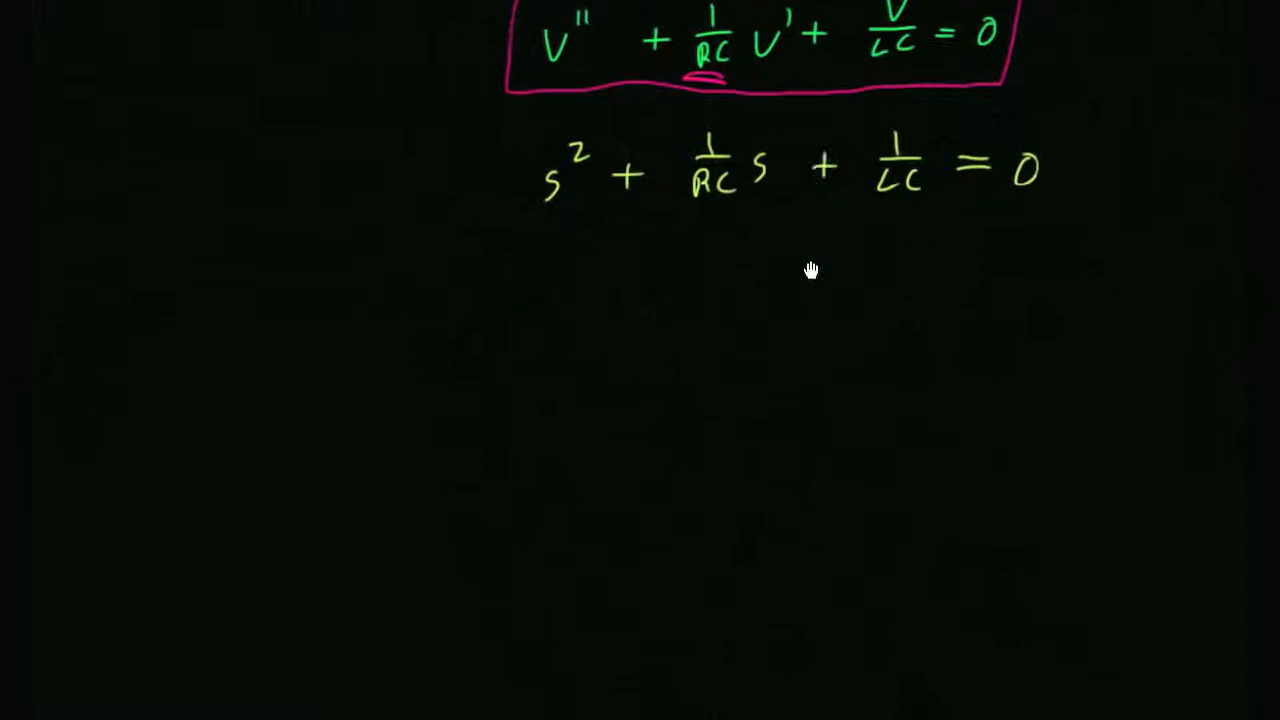 V'' + 1/RC V' + V/LC = 0
s² + 1/RC s + 1/LC = 0